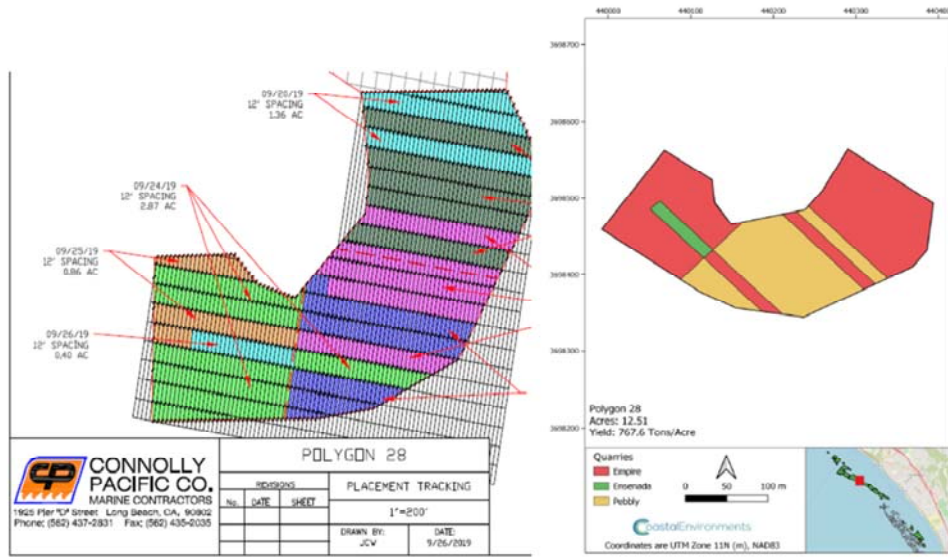 09/20/19
12' SPACING
1.36 AC
09/24/19
12' SPACING
2.87 AC
09/25/19
12' SPACING
0.86 AC
09/26/19
12' SPACING
0.40 AC
CONNOLLY
PACIFIC CO.
MARINE CONTRACTORS
1925 Pier "D" Street Long Beach, CA, 90802
Phone: (562) 437-2831 Fax: (562) 435-2035
POLYGON 28
REVISIONS
No. DATE SHEET
PLACEMENT TRACKING
1"=200'
DRAWN BY:
JCW
DATE:
9/26/2019
440000 440100 440200 440300
3698700
3698600
3698500
3698400
3698300
3698200
Polygon 28
Acres: 12.51
Yield: 767.6 Tons/Acre
Quarries
Empire
Ensenada
Pebbly
0 50 100 m
CoastalEnvironments
Coordinates are UTM Zone 11N (m), NAD83